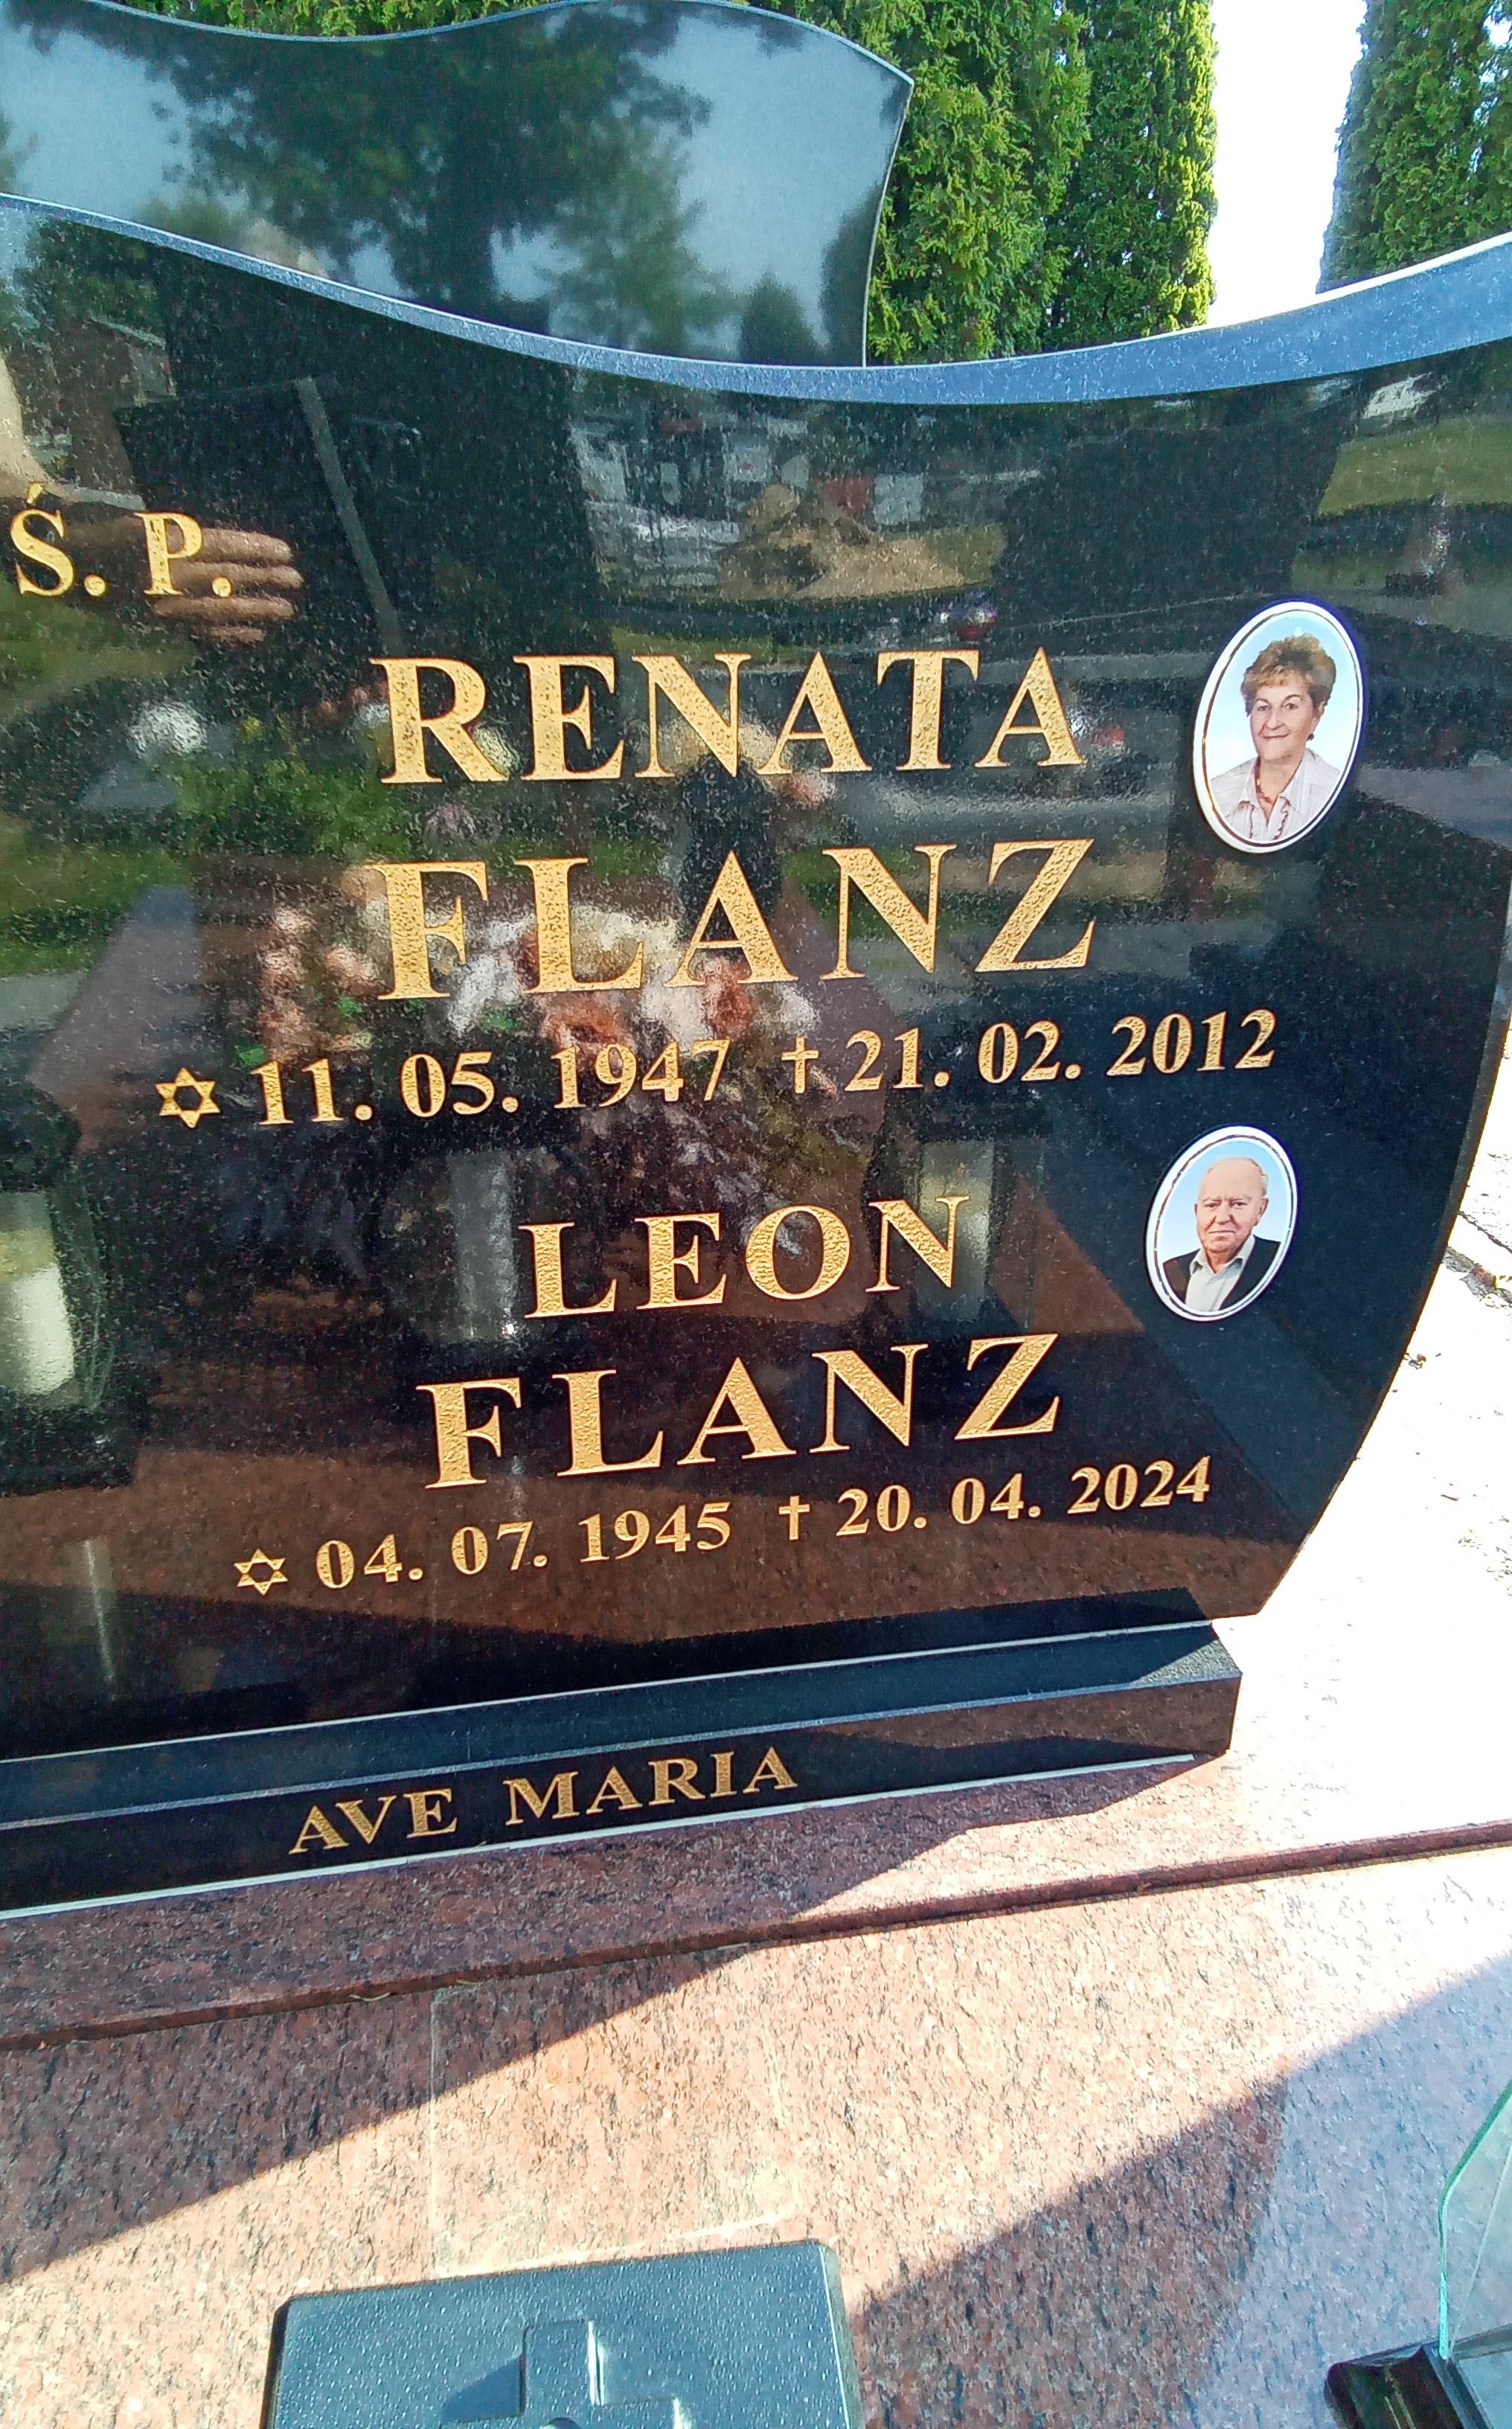 Ś. P.
RENATA
FLANZ
✡ 11. 05. 1947 ✝ 21. 02. 2012
LEON
FLANZ
✡ 04. 07. 1945 ✝ 20. 04. 2024
AVE MARIA